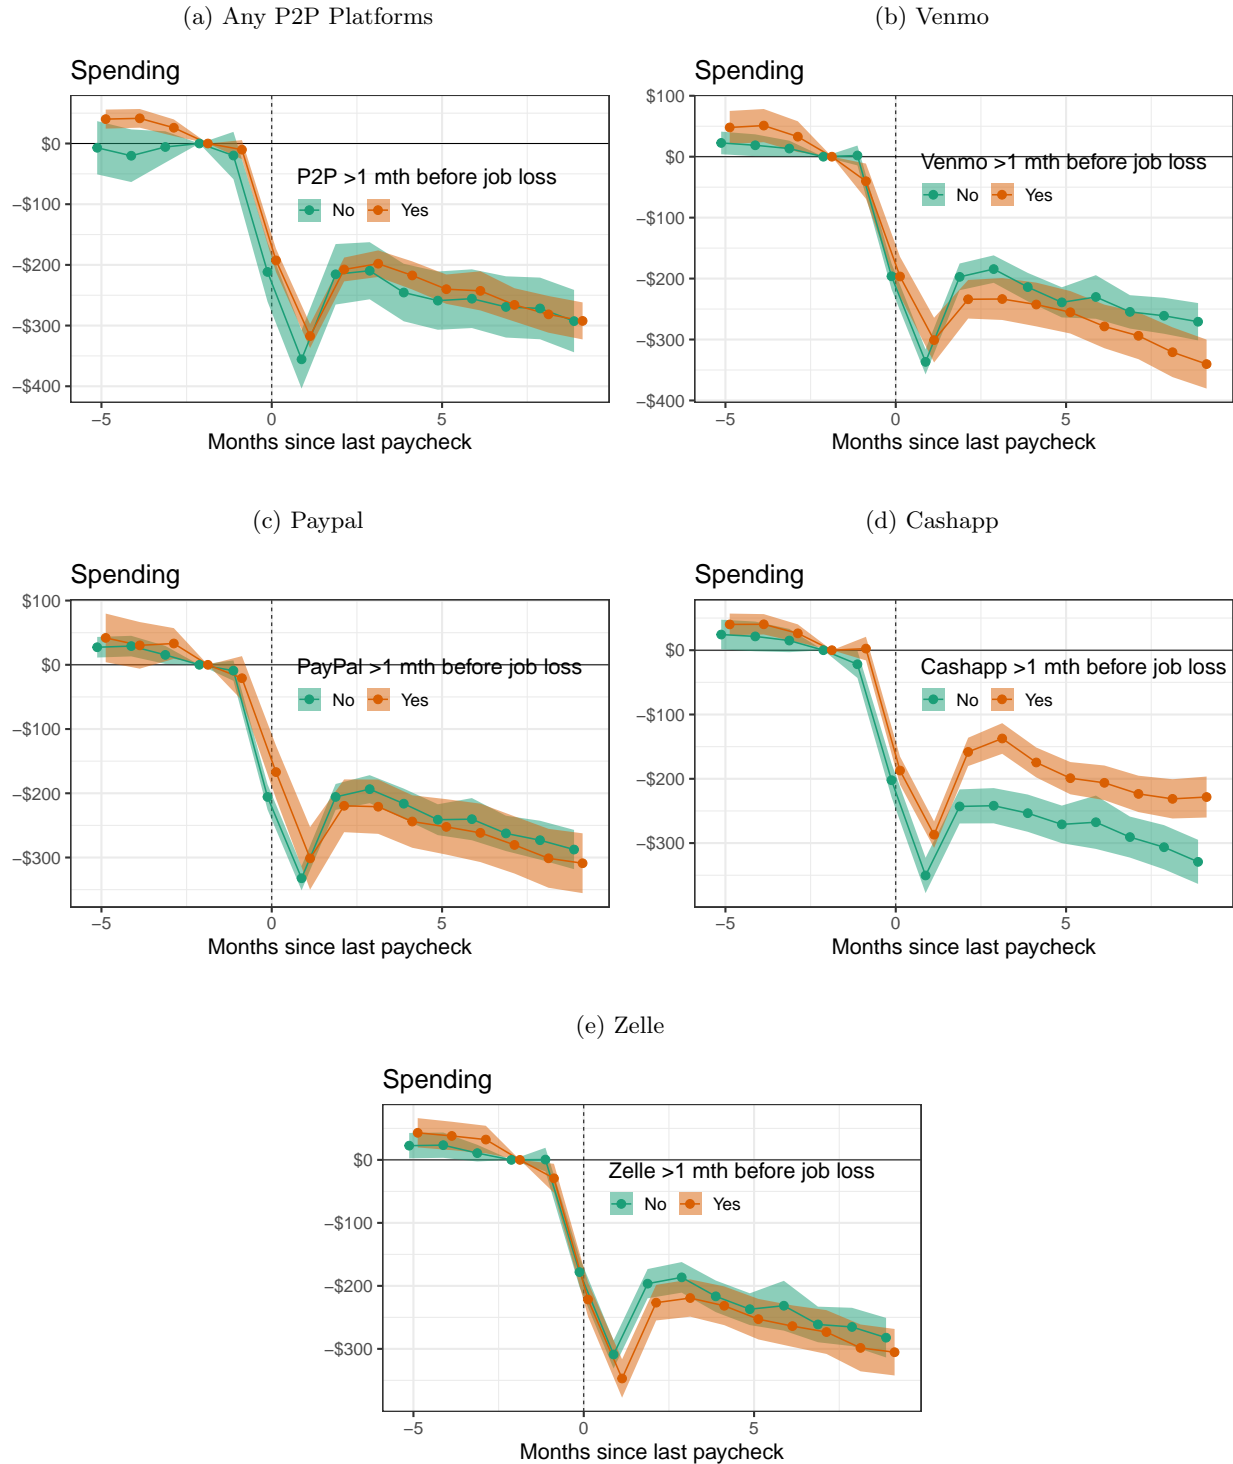 (a) Any P2P Platforms
Spending
$0
−$100
−$200
−$300
−$400
P2P >1 mth before job loss
No Yes
−5 0 5
Months since last paycheck
(b) Venmo
Spending
$100
$0
−$100
−$200
−$300
−$400
Venmo >1 mth before job loss
No Yes
−5 0 5
Months since last paycheck
(c) Paypal
Spending
$100
$0
−$100
−$200
−$300
PayPal >1 mth before job loss
No Yes
−5 0 5
Months since last paycheck
(d) Cashapp
Spending
$0
−$100
−$200
−$300
Cashapp >1 mth before job loss
No Yes
−5 0 5
Months since last paycheck
(e) Zelle
Spending
$0
−$100
−$200
−$300
Zelle >1 mth before job loss
No Yes
−5 0 5
Months since last paycheck